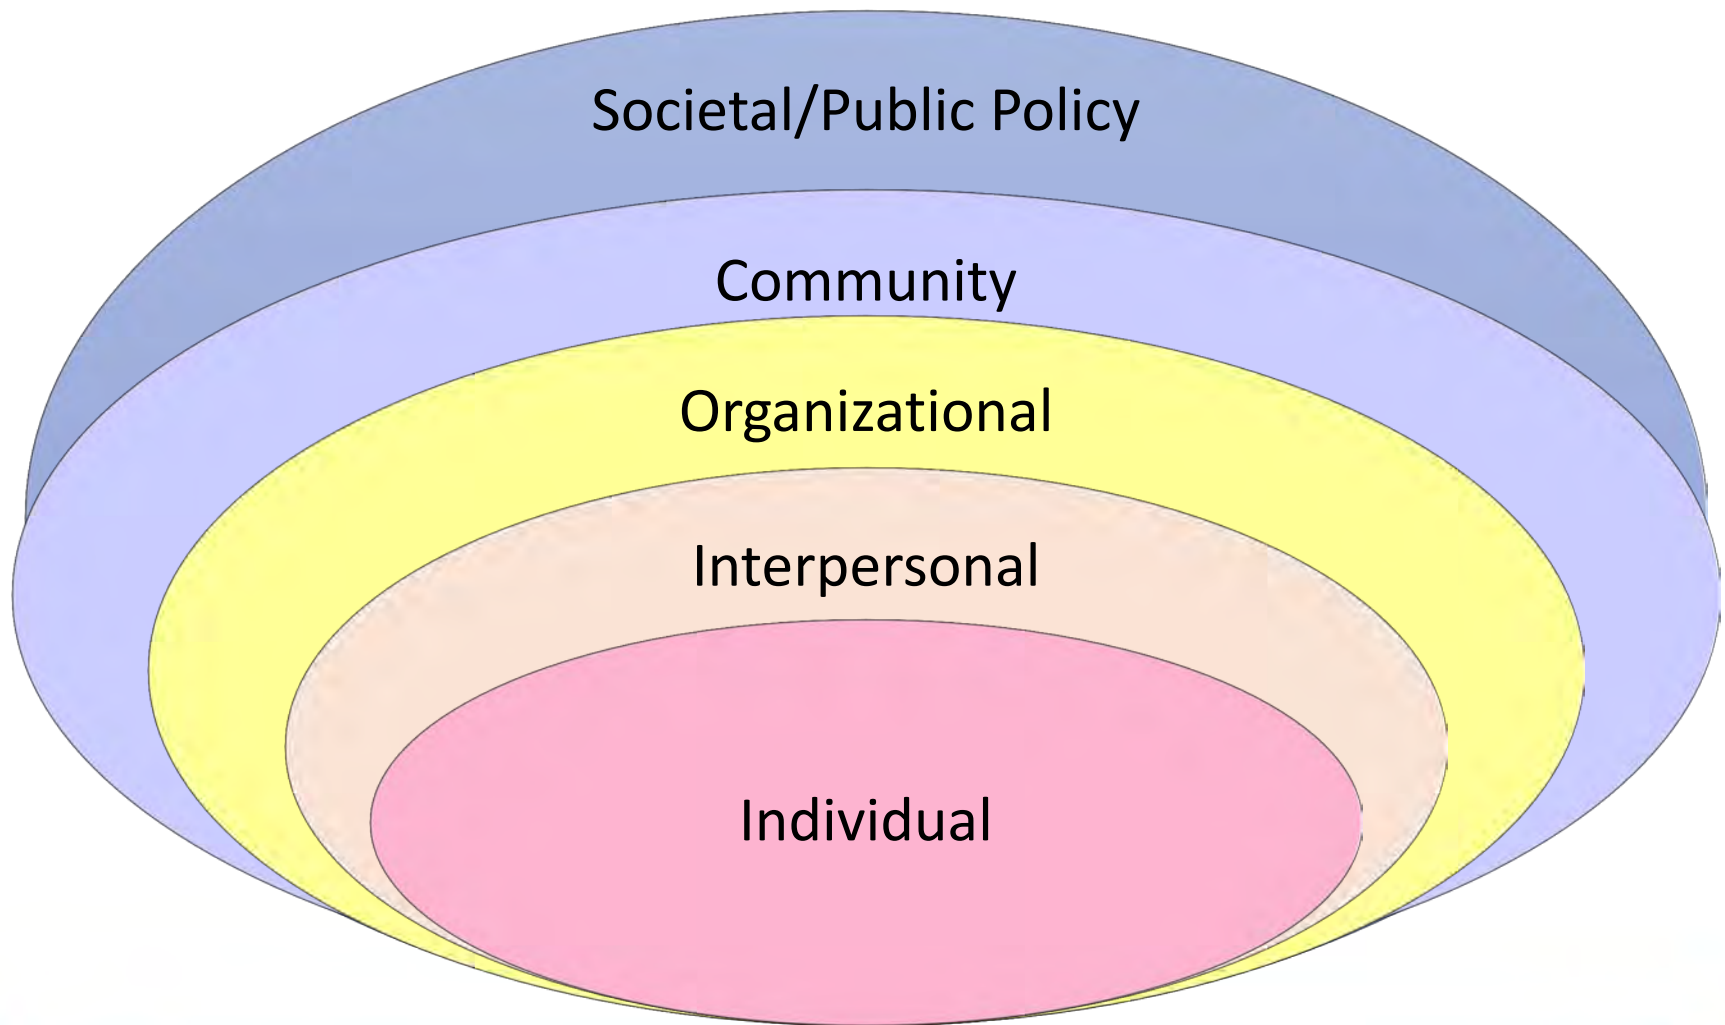 Societal/Public Policy
Community
Organizational
Interpersonal
Individual